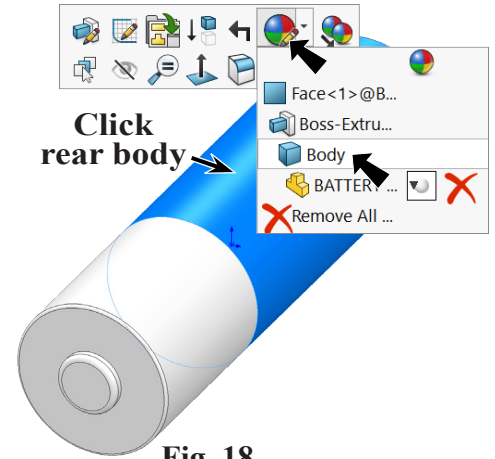 Face<1>@B...
Boss-Extru...
Click
rear body
Body
BATTERY ...
Remove All ...
Fig. 18